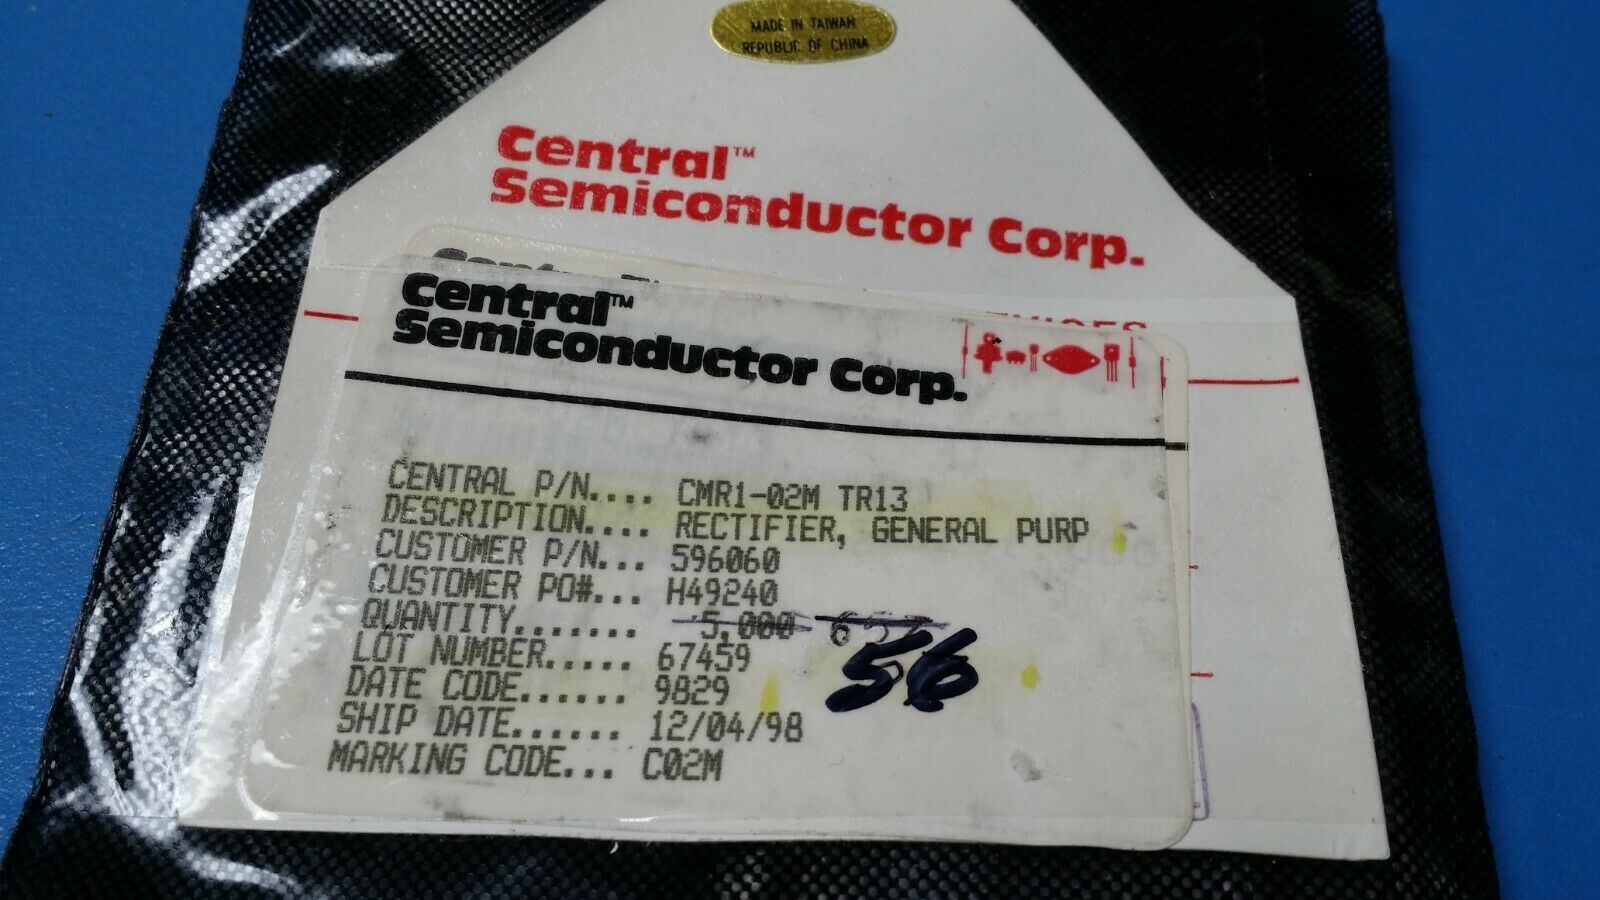 MADE IN TAIWAN
REPUBLIC OF CHINA
Central™
Semiconductor Corp.
Central™
Semiconductor Corp.
CENTRAL P/N.... CMR1-02M TR13
DESCRIPTION.... RECTIFIER, GENERAL PURP
CUSTOMER P/N... 596060
CUSTOMER PO#... H49240
QUANTITY....... 5,000
56
LOT NUMBER..... 67459
DATE CODE...... 9829
SHIP DATE...... 12/04/98
MARKING CODE... C02M